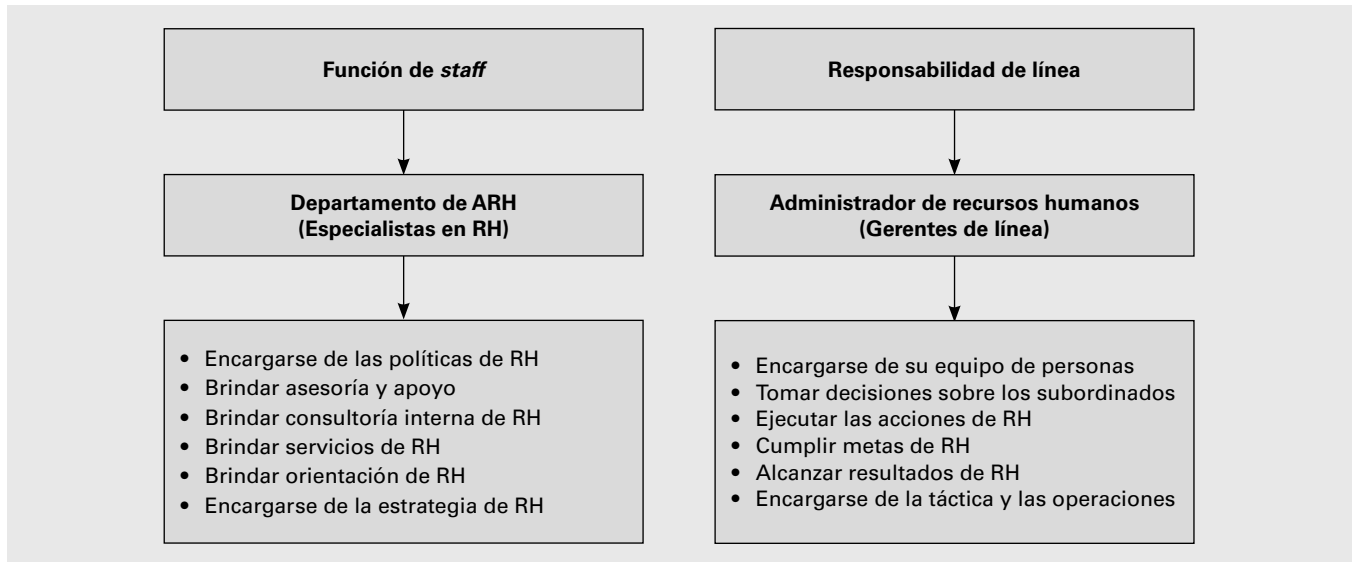 Función de staff
Departamento de ARH
(Especialistas en RH)
• Encargarse de las políticas de RH
• Brindar asesoría y apoyo
• Brindar consultoría interna de RH
• Brindar servicios de RH
• Brindar orientación de RH
• Encargarse de la estrategia de RH
Responsabilidad de línea
Administrador de recursos humanos
(Gerentes de línea)
• Encargarse de su equipo de personas
• Tomar decisiones sobre los subordinados
• Ejecutar las acciones de RH
• Cumplir metas de RH
• Alcanzar resultados de RH
• Encargarse de la táctica y las operaciones